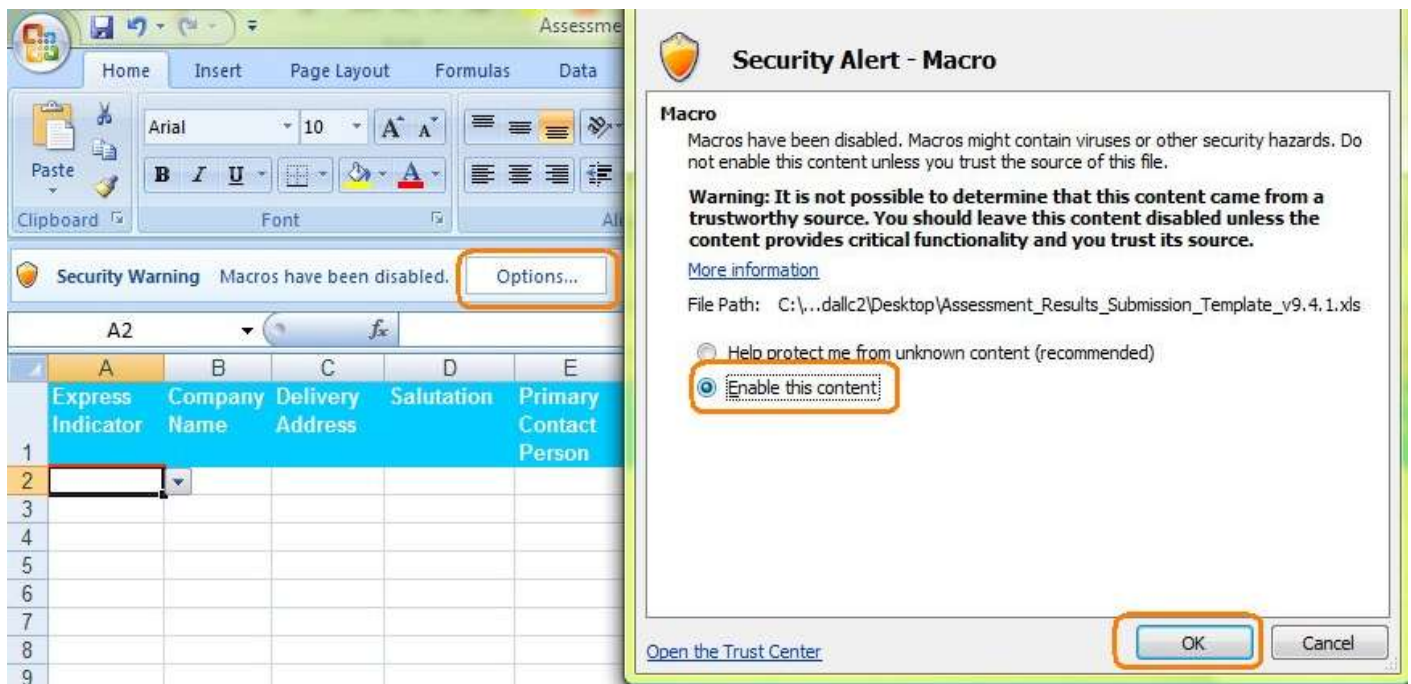 Assessme
Home Insert Page Layout Formulas Data
Arial 10 A A
Paste
B I U A
Clipboard Font Ali
Security Warning Macros have been disabled. Options...
A2 fx
A B C D E
Express Company Delivery Salutation Primary
Indicator Name Address Contact
1 Person
2
3
4
5
6
7
8
9
Security Alert - Macro
Macro
Macros have been disabled. Macros might contain viruses or other security hazards. Do
not enable this content unless you trust the source of this file.
Warning: It is not possible to determine that this content came from a
trustworthy source. You should leave this content disabled unless the
content provides critical functionality and you trust its source.
More information
File Path: C:\...dallc2\Desktop\Assessment_Results_Submission_Template_v9.4.1.xls
Help protect me from unknown content (recommended)
Enable this content
Open the Trust Center OK Cancel